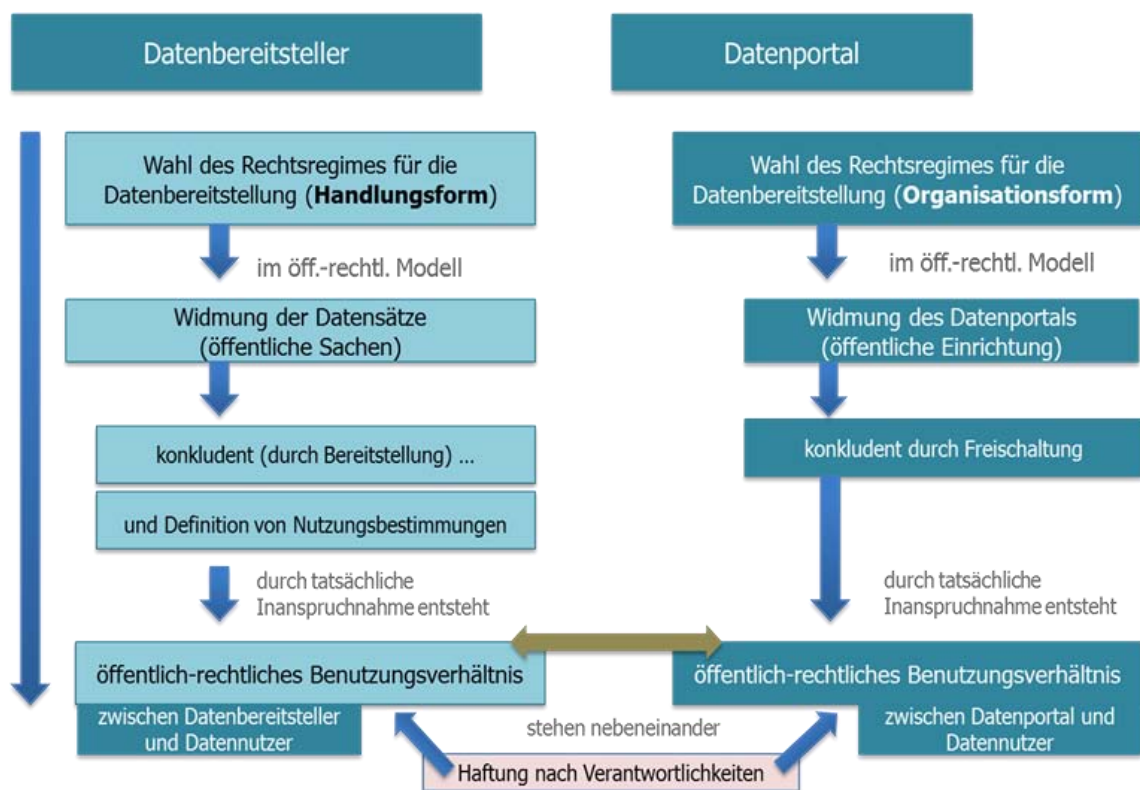 Datenbereitsteller
Datenportal
Wahl des Rechtsregimes für die
Datenbereitstellung (Handlungsform)
im öff.-rechtl. Modell
Widmung der Datensätze
(öffentliche Sachen)
konkludent (durch Bereitstellung) ...
und Definition von Nutzungsbestimmungen
durch tatsächliche
Inanspruchnahme entsteht
öffentlich-rechtliches Benutzungsverhältnis
zwischen Datenbereitsteller
und Datennutzer
Wahl des Rechtsregimes für die
Datenbereitstellung (Organisationsform)
im öff.-rechtl. Modell
Widmung des Datenportals
(öffentliche Einrichtung)
konkludent durch Freischaltung
durch tatsächliche
Inanspruchnahme entsteht
öffentlich-rechtliches Benutzungsverhältnis
zwischen Datenportal und
Datennutzer
stehen nebeneinander
Haftung nach Verantwortlichkeiten